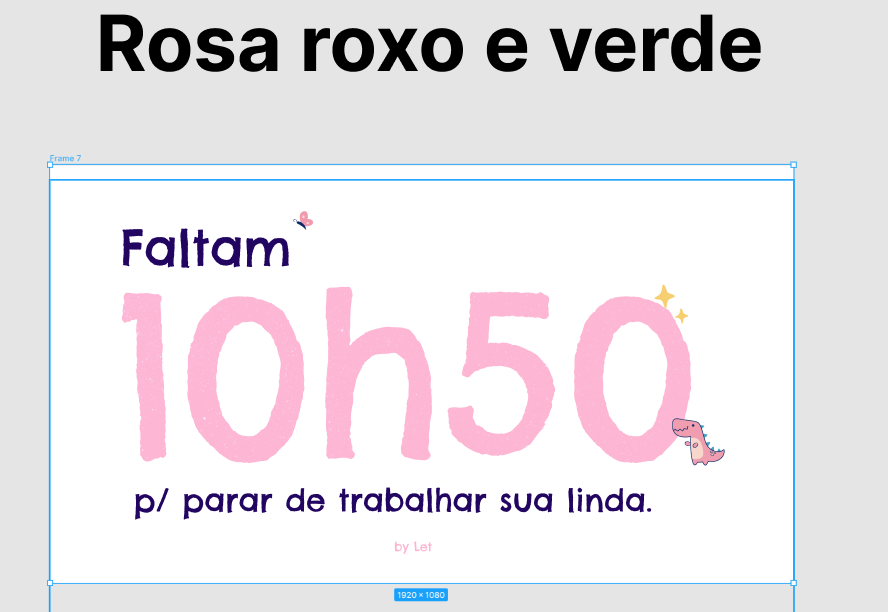 Rosa roxo e verde
Frame 7
Faltam
10h50
p/ parar de trabalhar sua linda.
by Let
1920 × 1080